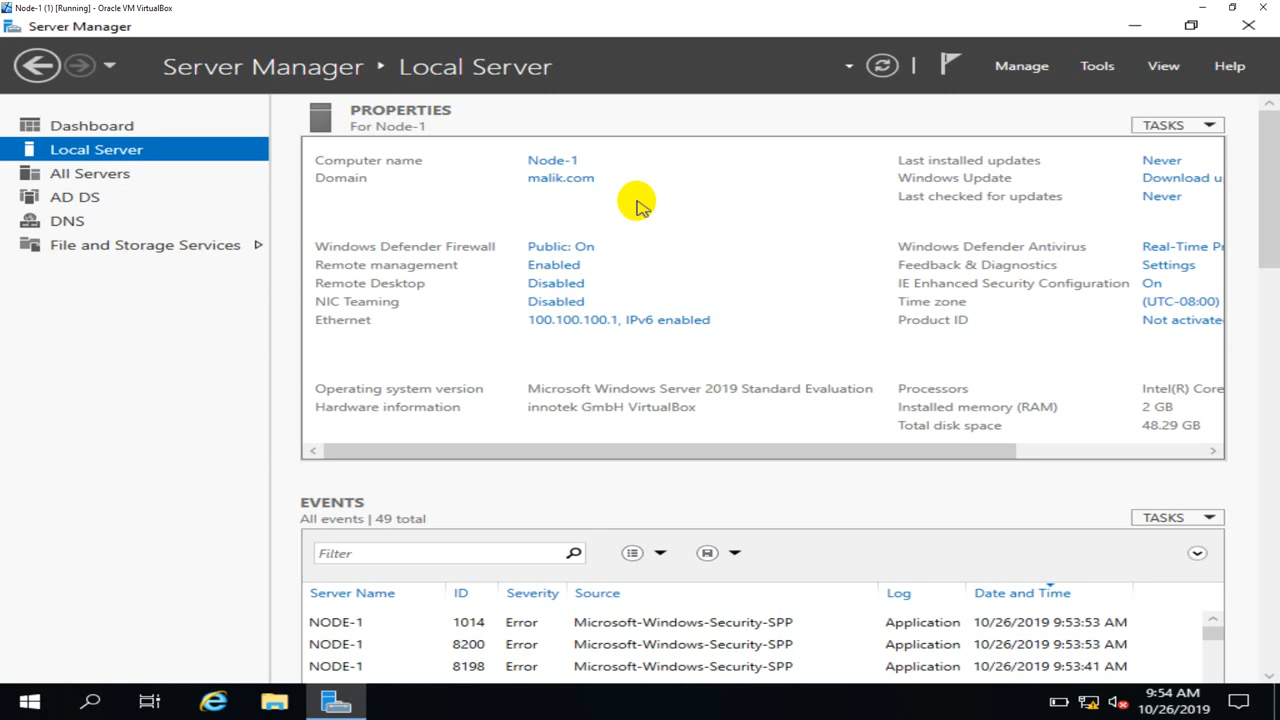 Node-1 (1) [Running] - Oracle VM VirtualBox
Server Manager
Server Manager ‣ Local Server
Manage Tools View Help
Dashboard
Local Server
All Servers
AD DS
DNS
File and Storage Services
PROPERTIES
For Node-1
TASKS
Computer name Node-1 Last installed updates Never
Domain malik.com Windows Update Download u
Last checked for updates Never
Windows Defender Firewall Public: On Windows Defender Antivirus Real-Time Pr
Remote management Enabled Feedback & Diagnostics Settings
Remote Desktop Disabled IE Enhanced Security Configuration On
NIC Teaming Disabled Time zone (UTC-08:00)
Ethernet 100.100.100.1, IPv6 enabled Product ID Not activate
Operating system version Microsoft Windows Server 2019 Standard Evaluation Processors Intel(R) Core
Hardware information innotek GmbH VirtualBox Installed memory (RAM) 2 GB
Total disk space 48.29 GB
EVENTS
All events | 49 total
TASKS
Filter
Server Name ID Severity Source Log Date and Time
NODE-1 1014 Error Microsoft-Windows-Security-SPP Application 10/26/2019 9:53:53 AM
NODE-1 8200 Error Microsoft-Windows-Security-SPP Application 10/26/2019 9:53:53 AM
NODE-1 8198 Error Microsoft-Windows-Security-SPP Application 10/26/2019 9:53:41 AM
9:54 AM
10/26/2019